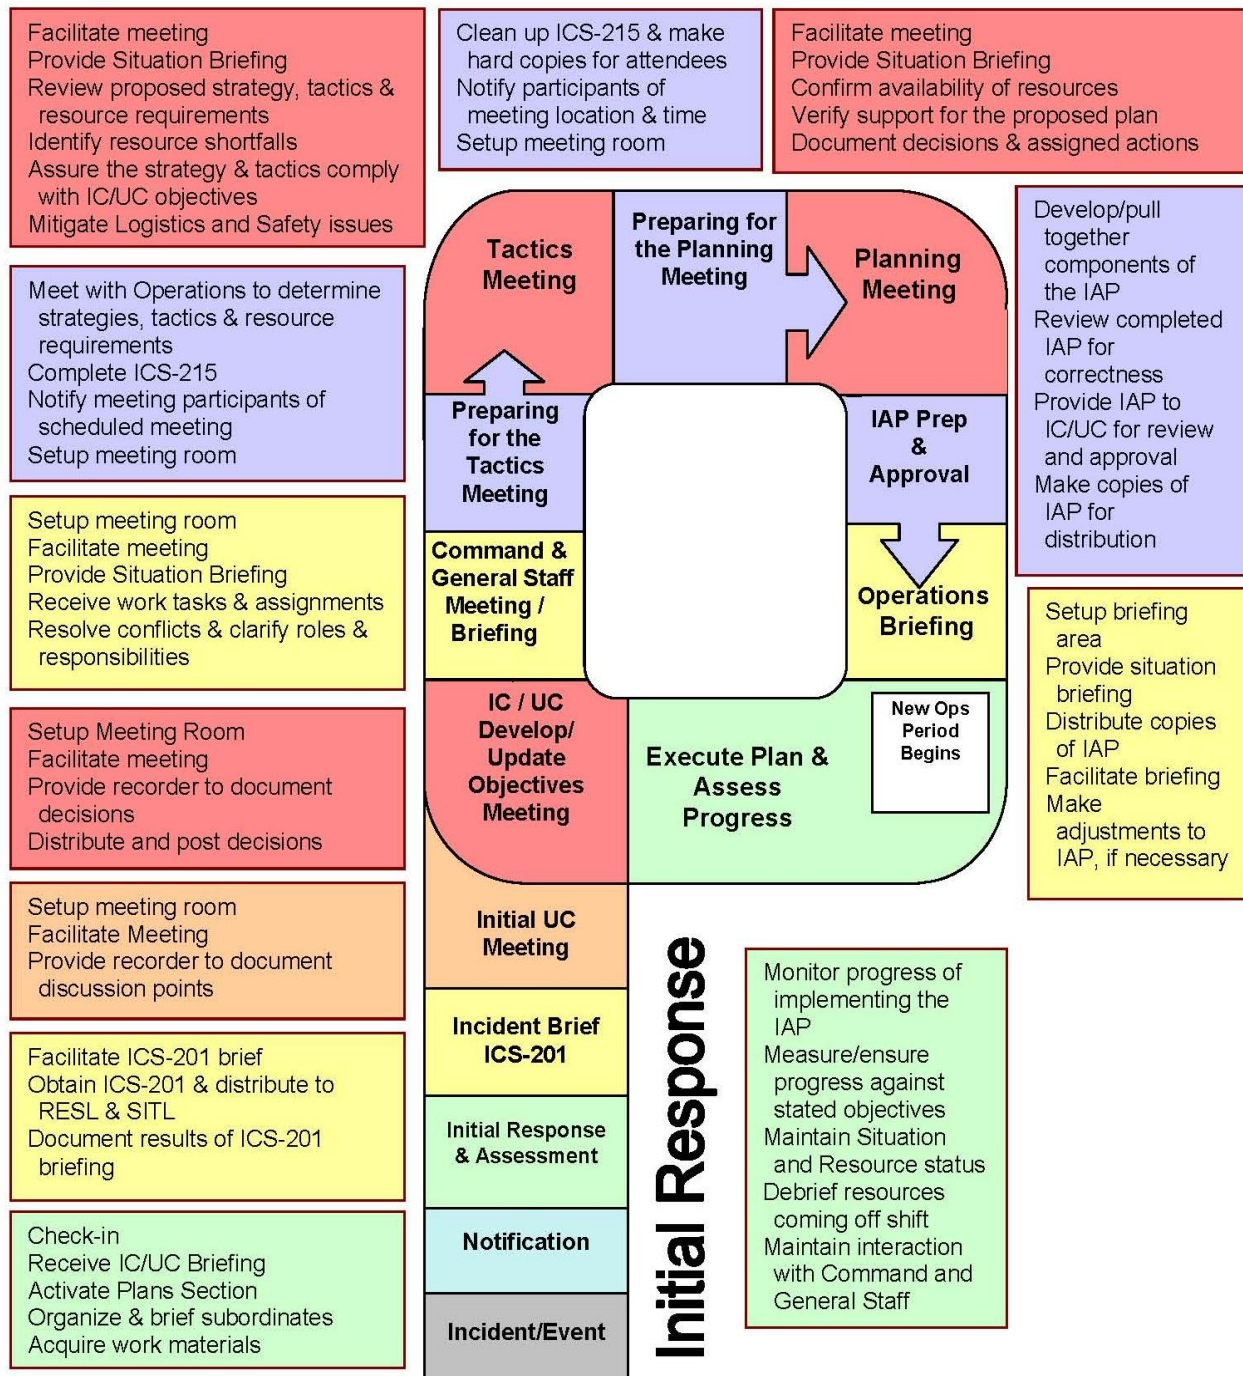 Facilitate meeting
Provide Situation Briefing
Review proposed strategy, tactics &
resource requirements
Identify resource shortfalls
Assure the strategy & tactics comply
with IC/UC objectives
Mitigate Logistics and Safety issues
Clean up ICS-215 & make
hard copies for attendees
Notify participants of
meeting location & time
Setup meeting room
Facilitate meeting
Provide Situation Briefing
Confirm availability of resources
Verify support for the proposed plan
Document decisions & assigned actions
Meet with Operations to determine
strategies, tactics & resource
requirements
Complete ICS-215
Notify meeting participants of
scheduled meeting
Setup meeting room
Setup meeting room
Facilitate meeting
Provide Situation Briefing
Receive work tasks & assignments
Resolve conflicts & clarify roles &
responsibilities
Setup Meeting Room
Facilitate meeting
Provide recorder to document
decisions
Distribute and post decisions
Setup meeting room
Facilitate Meeting
Provide recorder to document
discussion points
Facilitate ICS-201 brief
Obtain ICS-201 & distribute to
RESL & SITL
Document results of ICS-201
briefing
Check-in
Receive IC/UC Briefing
Activate Plans Section
Organize & brief subordinates
Acquire work materials
Tactics
Meeting
Preparing for
the Planning
Meeting
Planning
Meeting
Preparing
for the
Tactics
Meeting
IAP Prep
&
Approval
Command &
General Staff
Meeting /
Briefing
Operations
Briefing
IC / UC
Develop/
Update
Objectives
Meeting
Execute Plan &
Assess
Progress
New Ops
Period
Begins
Initial UC
Meeting
Incident Brief
ICS-201
Initial Response
& Assessment
Notification
Incident/Event
Initial Response
Develop/pull
together
components of
the IAP
Review completed
IAP for
correctness
Provide IAP to
IC/UC for review
and approval
Make copies of
IAP for
distribution
Setup briefing
area
Provide situation
briefing
Distribute copies
of IAP
Facilitate briefing
Make
adjustments to
IAP, if necessary
Monitor progress of
implementing the
IAP
Measure/ensure
progress against
stated objectives
Maintain Situation
and Resource status
Debrief resources
coming off shift
Maintain interaction
with Command and
General Staff